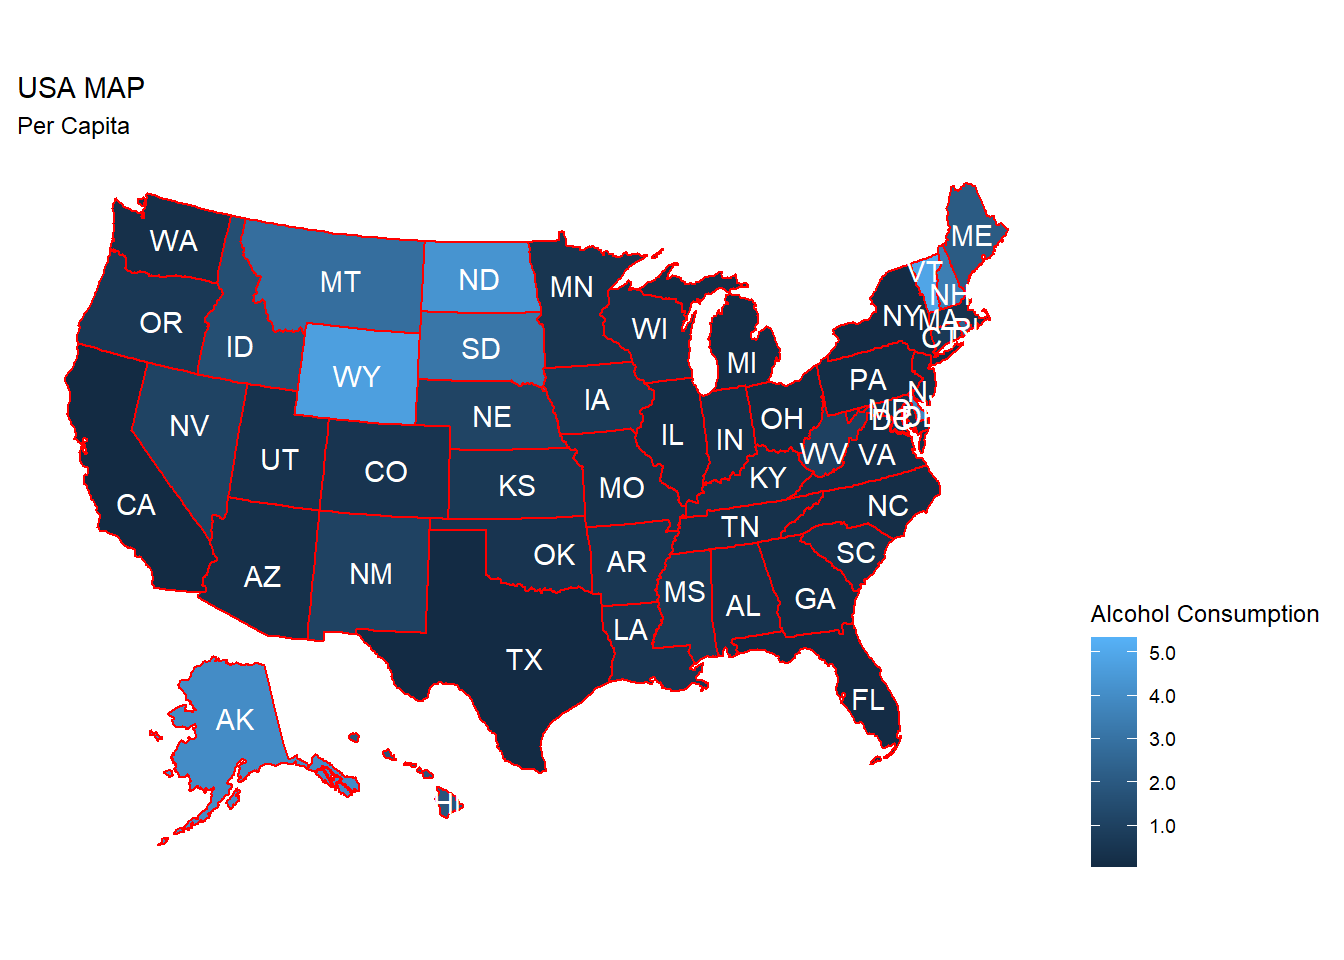 USA MAP
Per Capita
WA
ME
VT
MT
ND
MN
NH
NY
MA
RI
OR
WI
CT
ID
SD
MI
WY
PA
NE
IA
NV
OH
MD
DC
DE
IL
IN
UT
CO
WV
VA
KY
KS
MO
CA
NC
TN
OK
SC
AR
AZ
NM
MS
GA
AL
LA
TX
FL
AK
HI
Alcohol Consumption
5.0
4.0
3.0
2.0
1.0